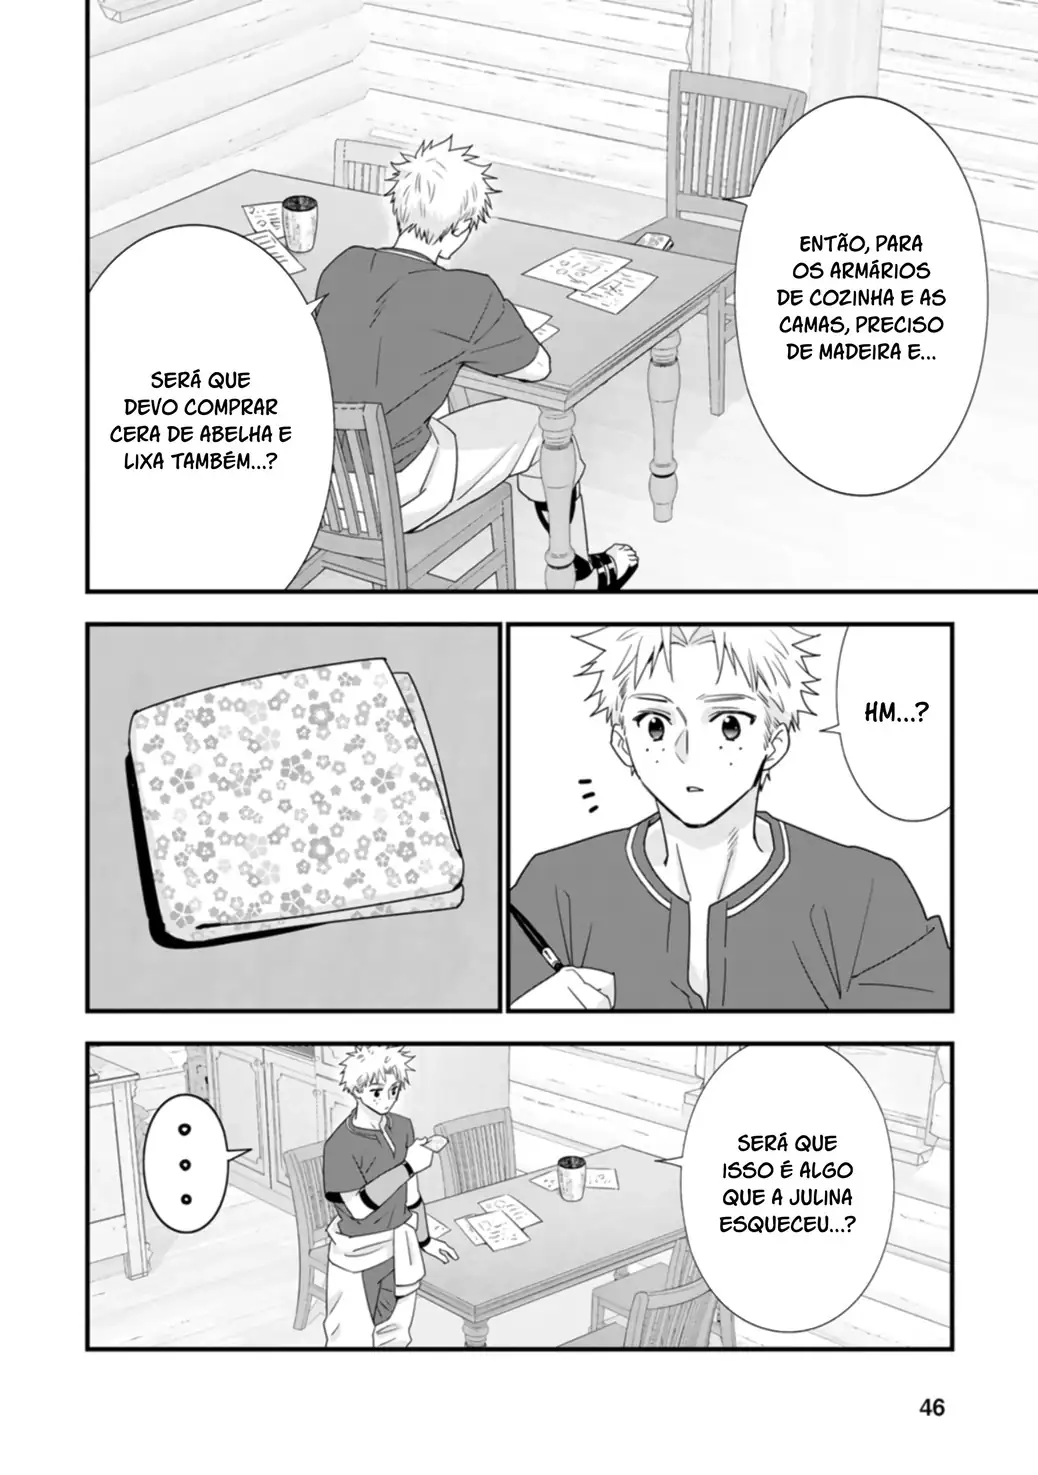 ENTÃO, PARA
OS ARMÁRIOS
DE COZINHA E AS
CAMAS, PRECISO
DE MADEIRA E...
SERÁ QUE
DEVO COMPRAR
CERA DE ABELHA E
LIXA TAMBÉM...?
HM...?
SERÁ QUE
ISSO É ALGO
QUE A JULINA
ESQUECEU...?
46